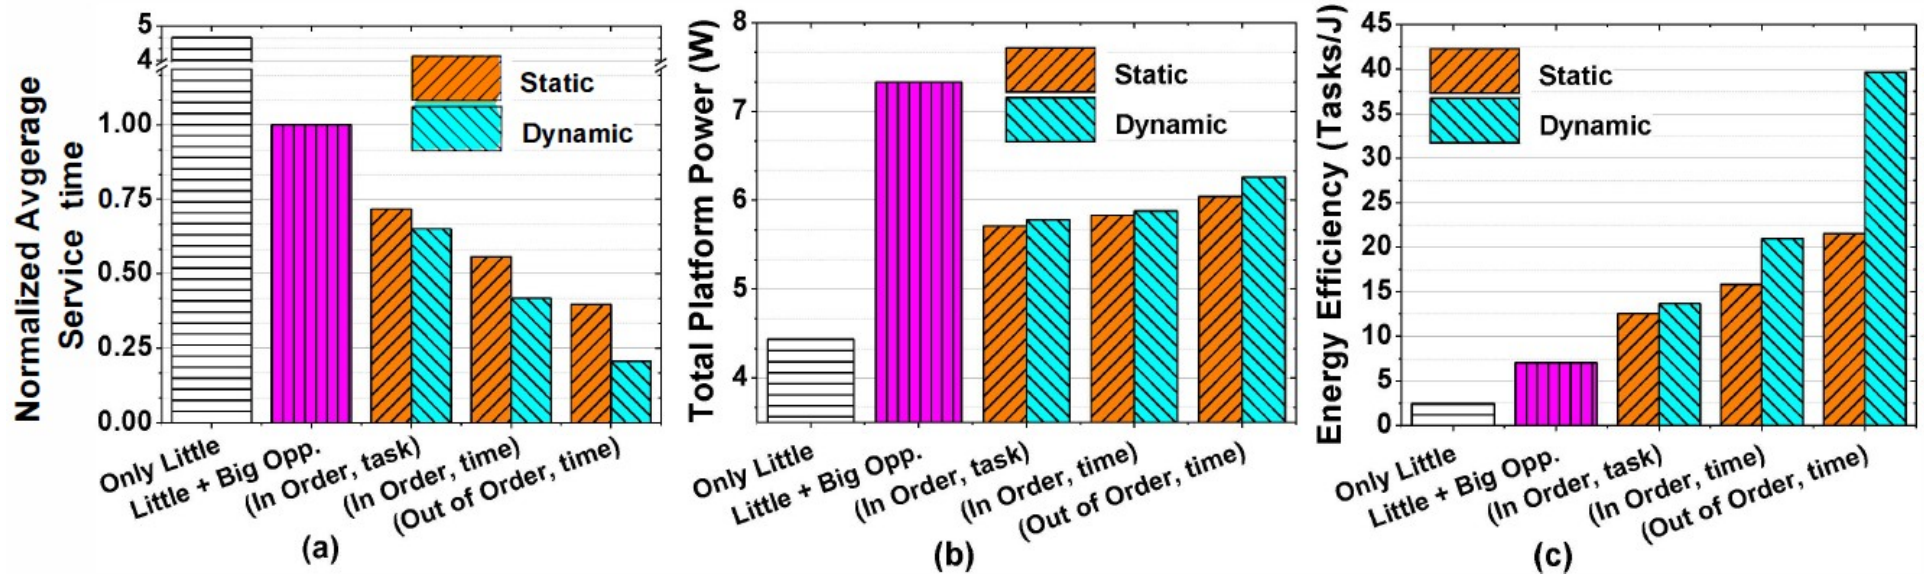 Normalized Avgerage
Service time
5
4
1.00
0.75
0.50
0.25
0.00
Static
Dynamic
Only Little
Little + Big Opp.
(In Order, task)
(In Order, time)
(Out of Order, time)
(a)
Total Platform Power (W)
8
7
6
5
4
Static
Dynamic
Only Little
Little + Big Opp.
(In Order, task)
(In Order, time)
(Out of Order, time)
(b)
Energy Efficiency (Tasks/J)
45
40
35
30
25
20
15
10
5
0
Static
Dynamic
Only Little
Little + Big Opp.
(In Order, task)
(In Order, time)
(Out of Order, time)
(c)